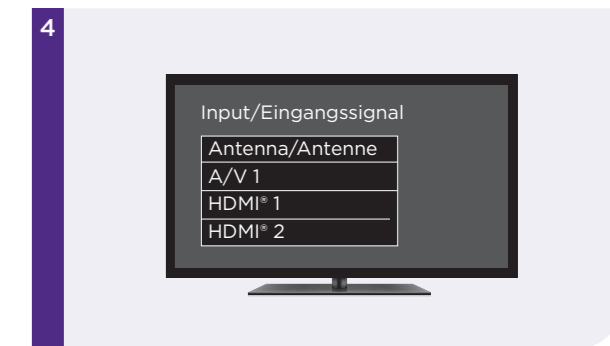 4
Input/Eingangssignal
Antenna/Antenne
A/V 1
HDMI® 1
HDMI® 2